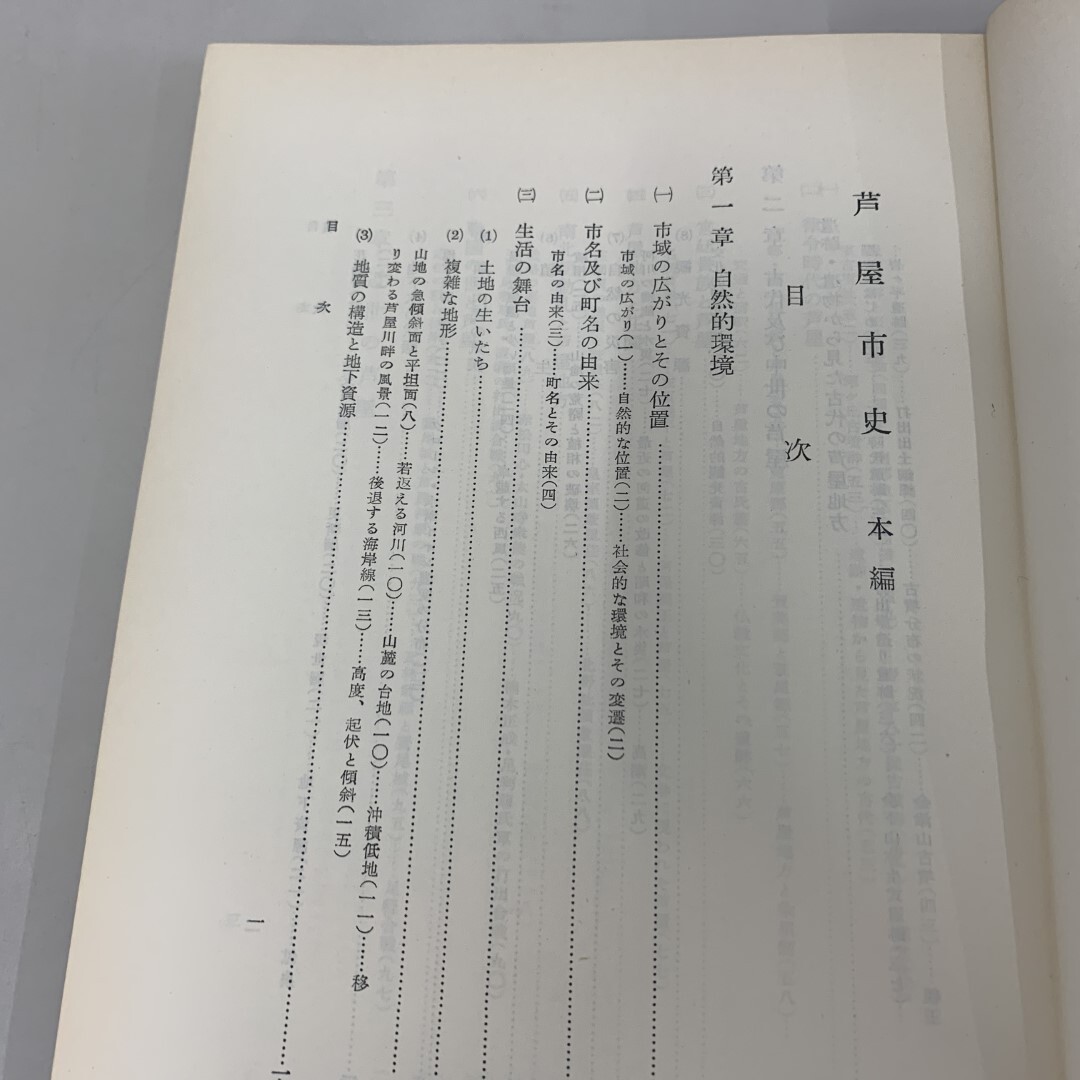 芦屋市史 本編
目次
第一章 自然的環境
㈠ 市域の広がりとその位置
市域の広がり(一)……自然的な位置(二)……社会的な環境とその変遷(二)
㈡ 市名及び町名の由来
市名の由来(三)……町名とその由来(四)
㈢ 生活の舞台
(1) 土地の生いたち
(2) 複雑な地形
山地の急傾斜面と平坦面(八)……若返える河川(一〇)……山麓の台地(一〇)……沖積低地(一一)……移
り変わる芦屋川畔の風景(一二)……後退する海岸線(一三)……高度、起伏と傾斜(一五)
(3) 地質の構造と地下資源
目次
一